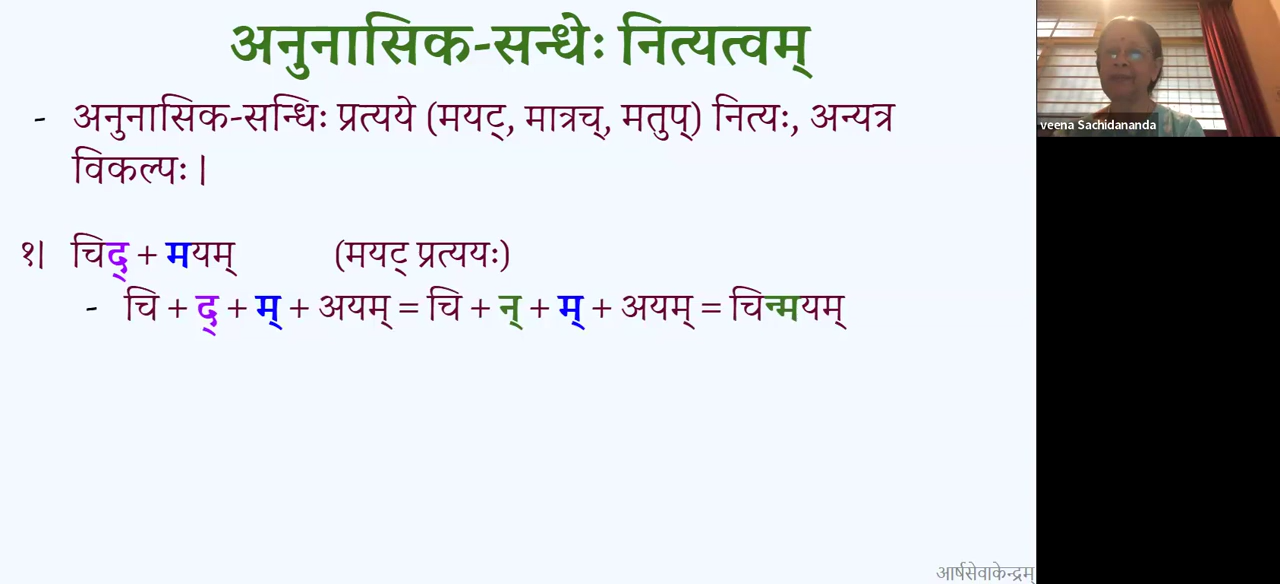 अनुनासिक-सन्धेः नित्यत्वम्
- अनुनासिक-सन्धिः प्रत्यये (मयट्, मात्रच्, मतुप्) नित्यः, अन्यत्र
विकल्पः |
१| चिद् + मयम् (मयट् प्रत्ययः)
- चि + द् + म् + अयम् = चि + न् + म् + अयम् = चिन्मयम्
veena Sachidananda
आर्षसेवाकेन्द्रम्